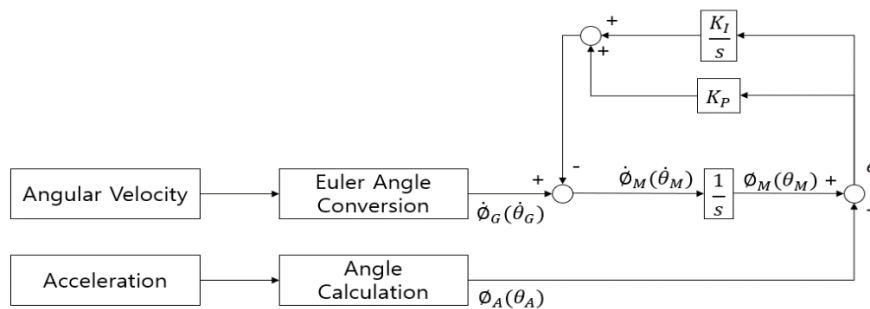 +
+
K_I
s
K_P
-
Angular Velocity
Euler Angle
Conversion
+
ϕ̇_G(θ̇_G)
ϕ̇_M(θ̇_M)
1
s
ϕ_M(θ_M)
+
e
-
Acceleration
Angle
Calculation
ϕ_A(θ_A)